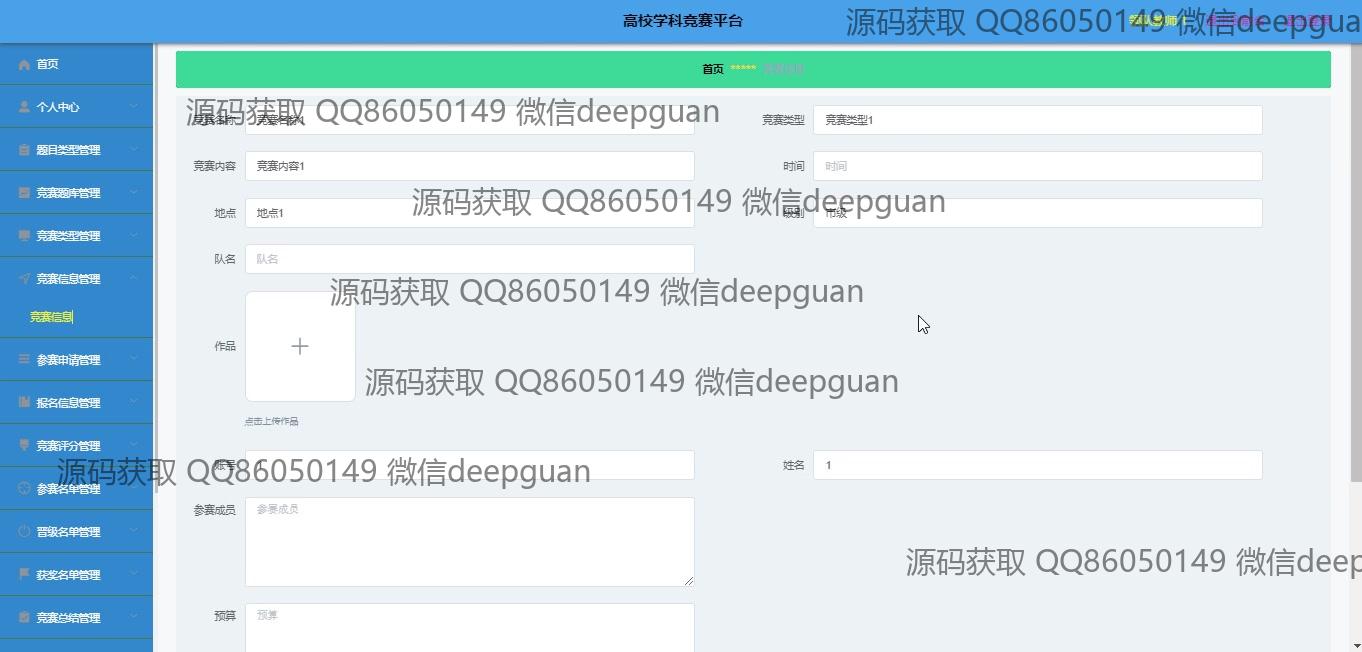 高校学科竞赛平台
源码获取 QQ86050149 微信deepgua
首页
个人中心
题目类型管理
竞赛题库管理
竞赛类型管理
竞赛信息管理
竞赛信息
参赛申请管理
报名信息管理
竞赛评分管理
参赛名单管理
晋级名单管理
获奖名单管理
竞赛总结管理
首页 ***** 竞赛信息
源码获取 QQ86050149 微信deepguan
竞赛名称 竞赛名称1
竞赛类型 竞赛类型1
竞赛内容 竞赛内容1
时间 时间
源码获取 QQ86050149 微信deepguan
地点 地点1
级别 市级
队名 队名
源码获取 QQ86050149 微信deepguan
作品
源码获取 QQ86050149 微信deepguan
点击上传作品
账号 1
姓名 1
源码获取 QQ86050149 微信deepguan
参赛成员 参赛成员
源码获取 QQ86050149 微信deep
预算 预算